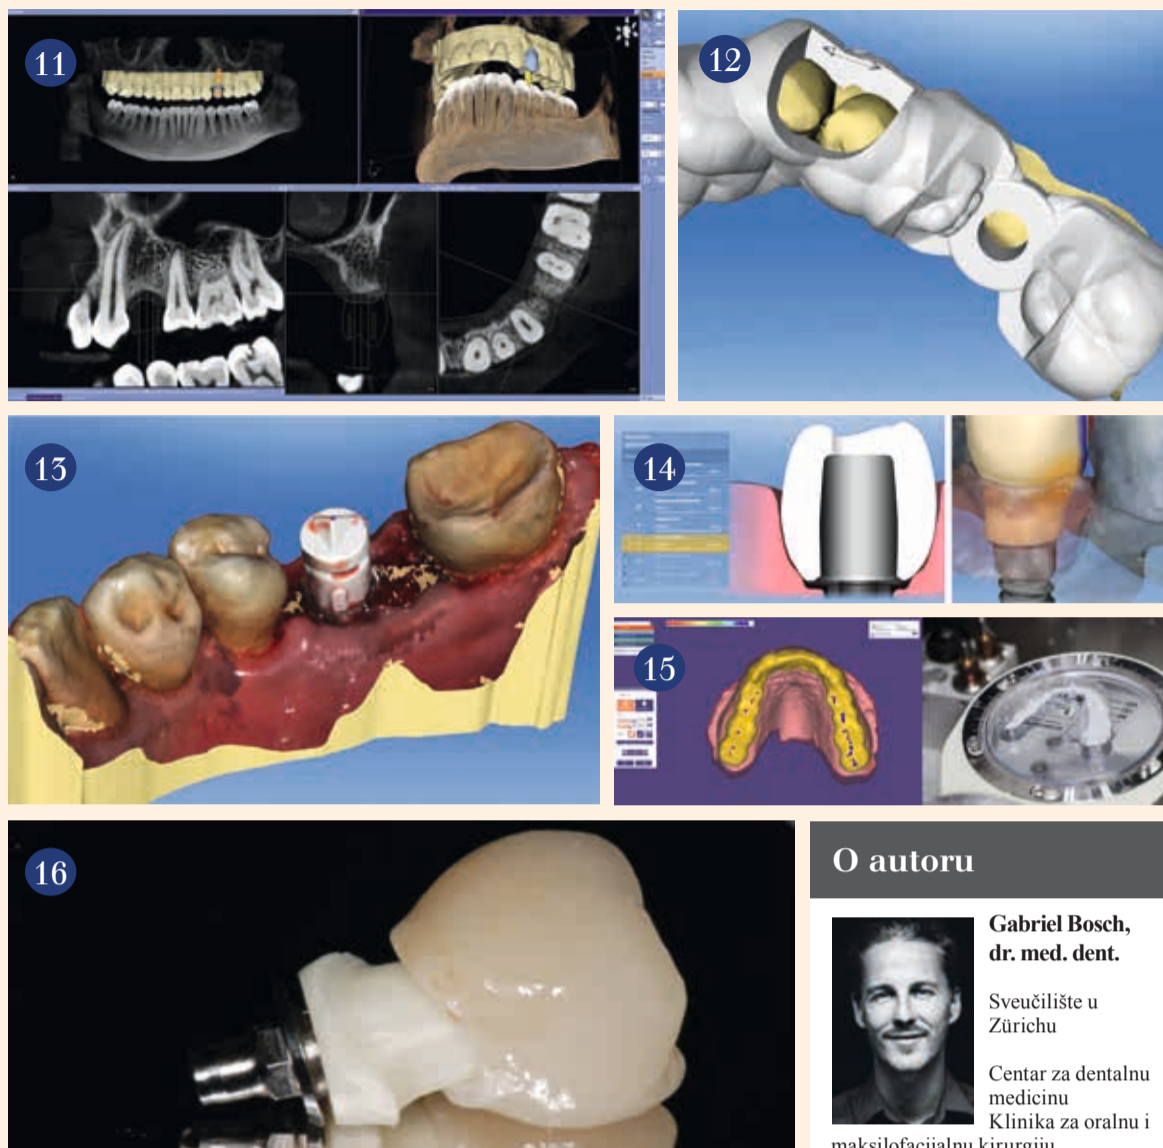 11
12
13
14
15
16
O autoru
Gabriel Bosch,
dr. med. dent.
Sveučilište u
Zürichu
Centar za dentalnu
medicinu
Klinika za oralnu i
maksilofacijalnu kirurgiju